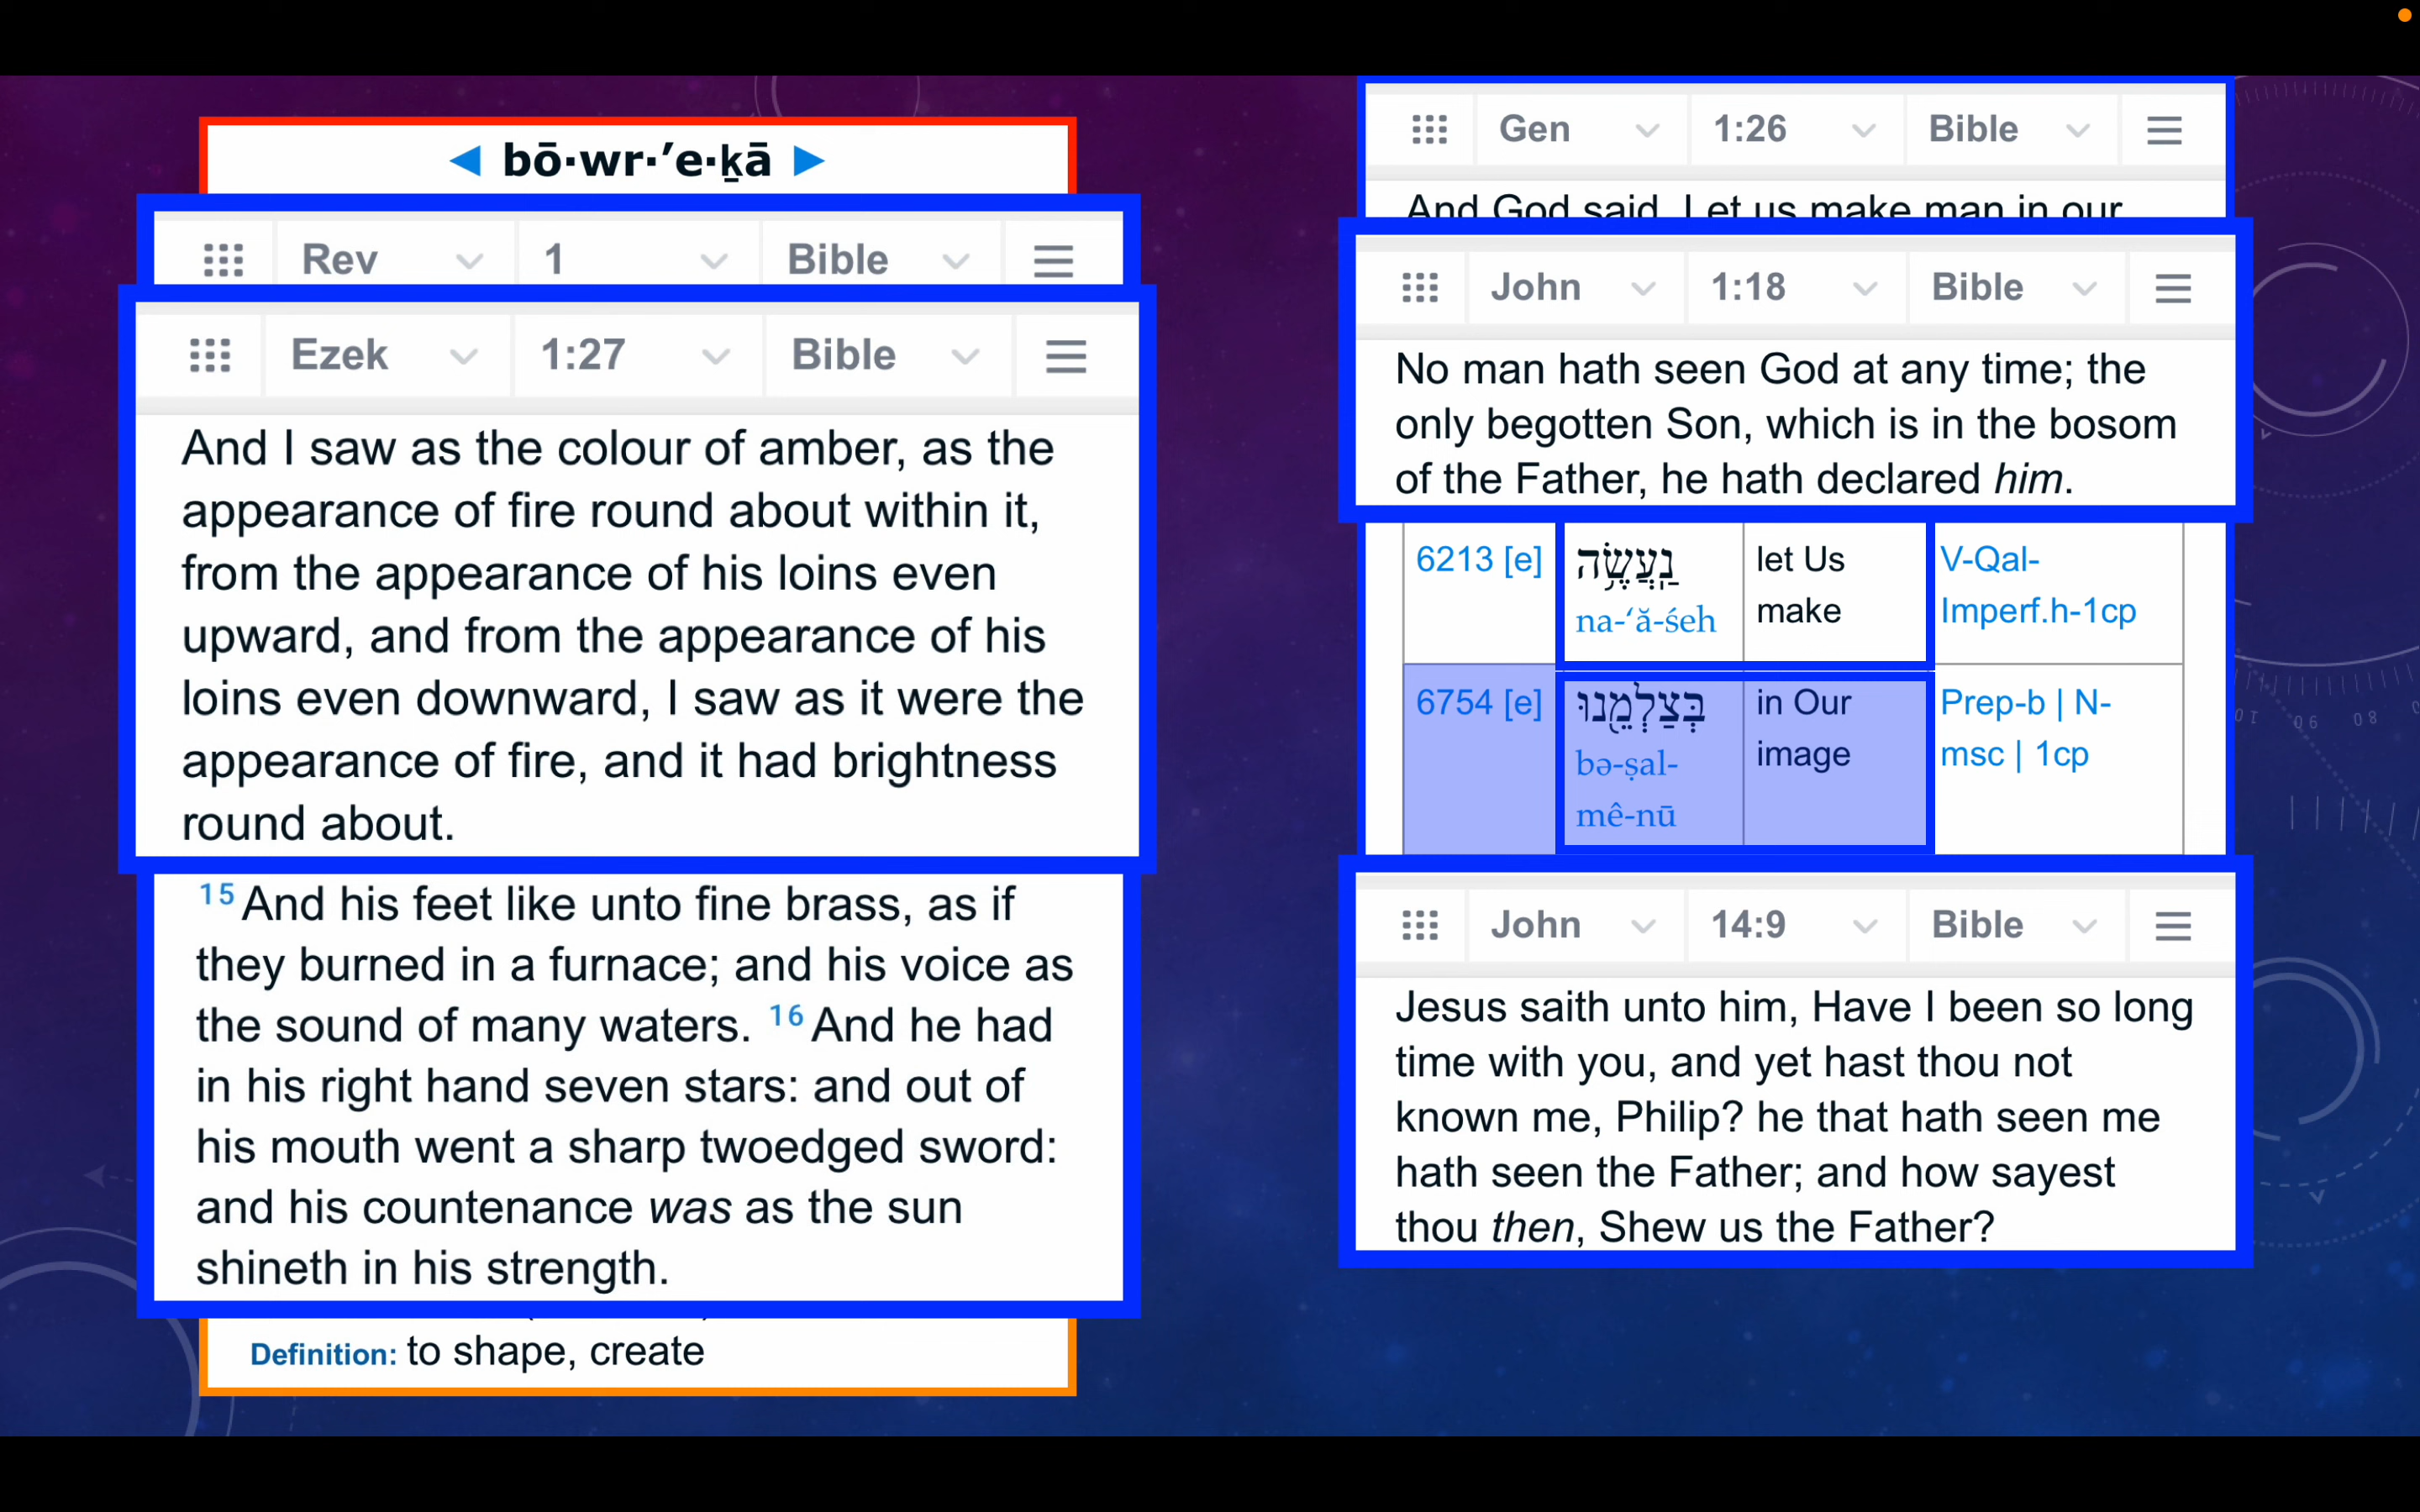 bō·wr·’e·ḵā
Rev 1 Bible
Ezek 1:27 Bible
And I saw as the colour of amber, as the
appearance of fire round about within it,
from the appearance of his loins even
upward, and from the appearance of his
loins even downward, I saw as it were the
appearance of fire, and it had brightness
round about.
15 And his feet like unto fine brass, as if
they burned in a furnace; and his voice as
the sound of many waters. 16 And he had
in his right hand seven stars: and out of
his mouth went a sharp twoedged sword:
and his countenance was as the sun
shineth in his strength.
Definition: to shape, create
Gen 1:26 Bible
And God said, Let us make man in our
John 1:18 Bible
No man hath seen God at any time; the
only begotten Son, which is in the bosom
of the Father, he hath declared him.
6213 [e] נַֽעֲשֶׂ֥ה let Us V-Qal-
na-‘ă-śeh make Imperf.h-1cp
6754 [e] בְּצַלְמֵ֖נוּ in Our Prep-b | N-
bə-ṣal- image msc | 1cp
mê-nū
John 14:9 Bible
Jesus saith unto him, Have I been so long
time with you, and yet hast thou not
known me, Philip? he that hath seen me
hath seen the Father; and how sayest
thou then, Shew us the Father?
90 80